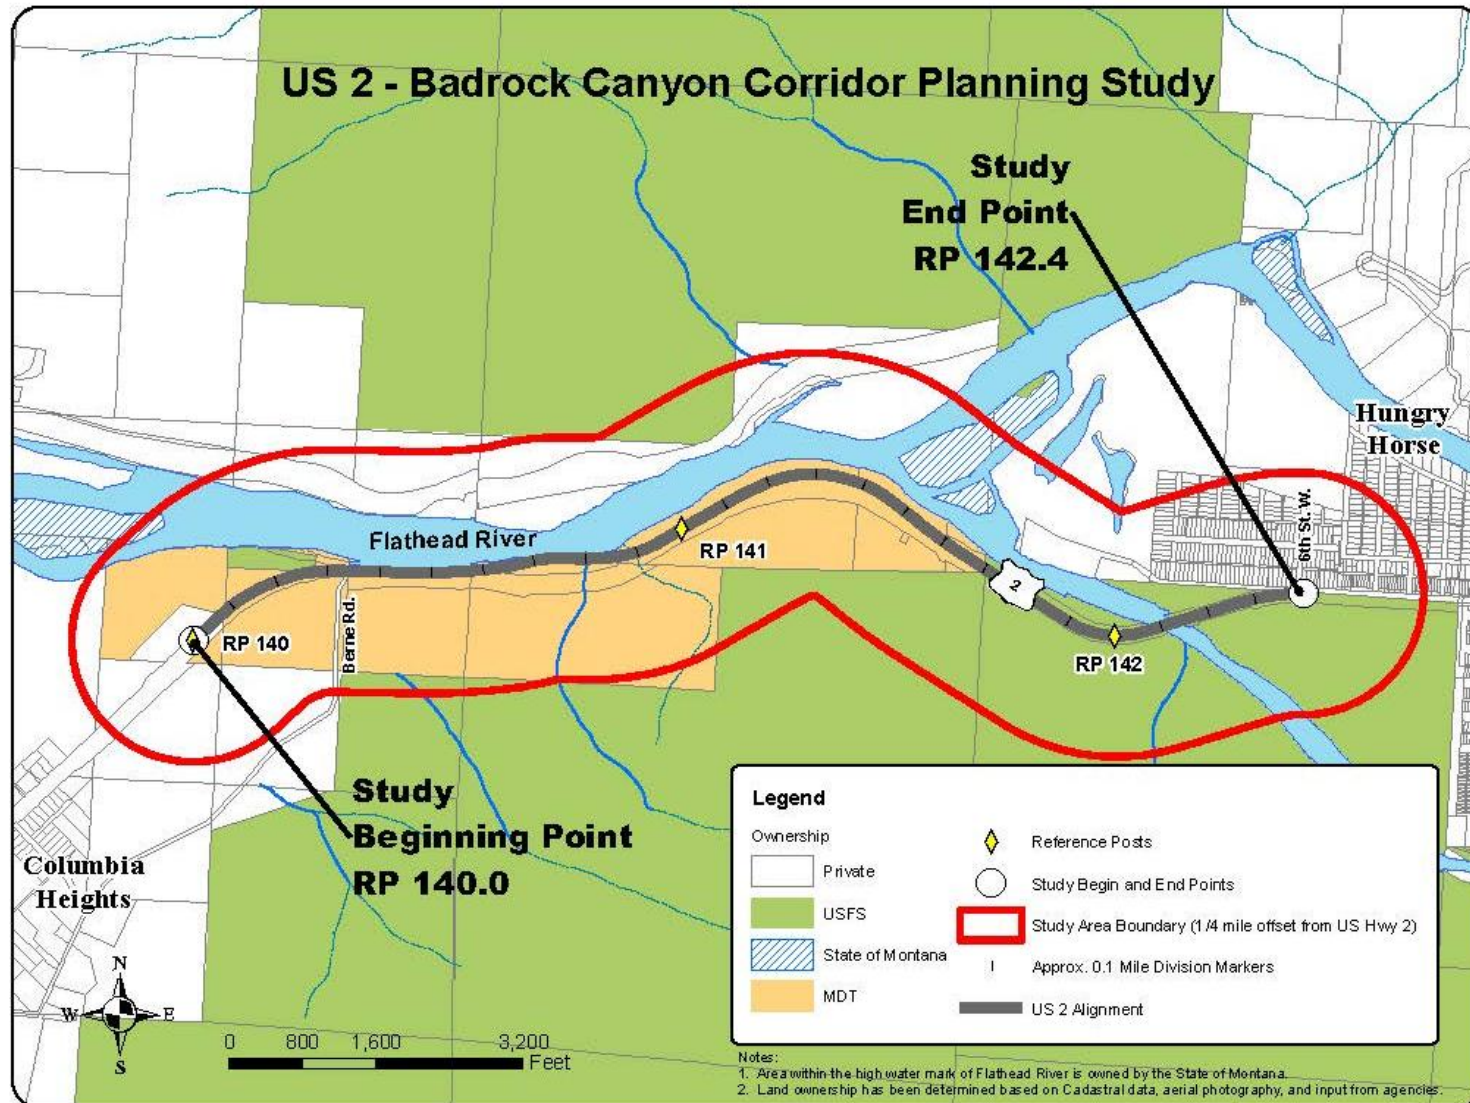 US 2 - Badrock Canyon Corridor Planning Study
Study
End Point
RP 142.4
Hungry
Horse
6th St. W.
Flathead River
RP 141
2
RP 140
Berne Rd.
RP 142
Study
Beginning Point
RP 140.0
Columbia
Heights
N
W
E
S
0 800 1,600 3,200
Feet
Legend
Ownership
Private
USFS
State of Montana
MDT
Reference Posts
Study Begin and End Points
Study Area Boundary (1/4 mile offset from US Hwy 2)
Approx. 0.1 Mile Division Markers
US 2 Alignment
Notes:
1. Area within the high water mark of Flathead River is owned by the State of Montana.
2. Land ownership has been determined based on Cadastral data, aerial photography, and input from agencies.